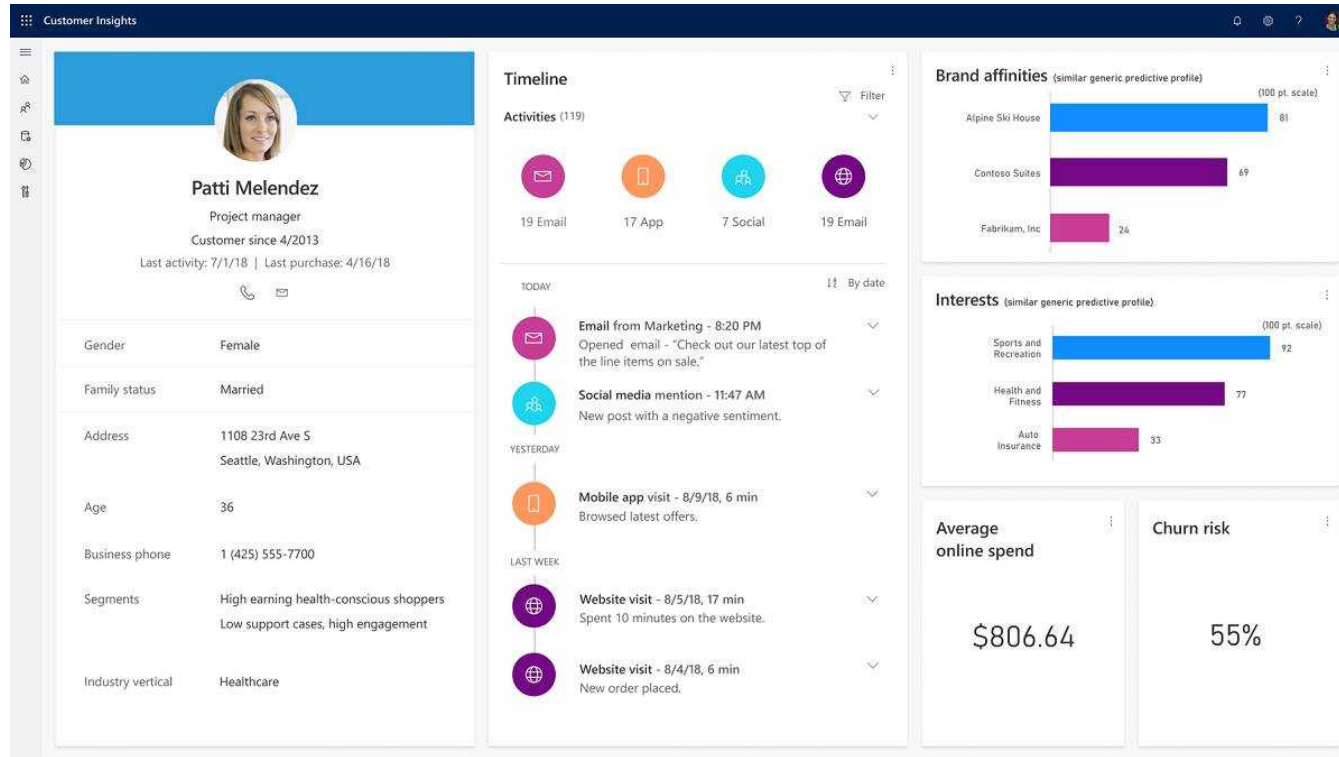 Customer Insights
?
Patti Melendez
Project manager
Customer since 4/2013
Last activity: 7/1/18 | Last purchase: 4/16/18
Gender Female
Family status Married
Address 1108 23rd Ave S
Seattle, Washington, USA
Age 36
Business phone 1 (425) 555-7700
Segments High earning health-conscious shoppers
Low support cases, high engagement
Industry vertical Healthcare
Timeline
Filter
Activities (119)
19 Email 17 App 7 Social 19 Email
TODAY By date
Email from Marketing - 8:20 PM
Opened email - "Check out our latest top of
the line items on sale."
Social media mention - 11:47 AM
New post with a negative sentiment.
YESTERDAY
Mobile app visit - 8/9/18, 6 min
Browsed latest offers.
LAST WEEK
Website visit - 8/5/18, 17 min
Spent 10 minutes on the website.
Website visit - 8/4/18, 6 min
New order placed.
Brand affinities (similar generic predictive profile)
(100 pt. scale)
Alpine Ski House 81
Contoso Suites 69
Fabrikam, Inc 24
Interests (similar generic predictive profile)
(100 pt. scale)
Sports and
Recreation 92
Health and
Fitness 77
Auto
Insurance 33
Average
online spend
$806.64
Churn risk
55%